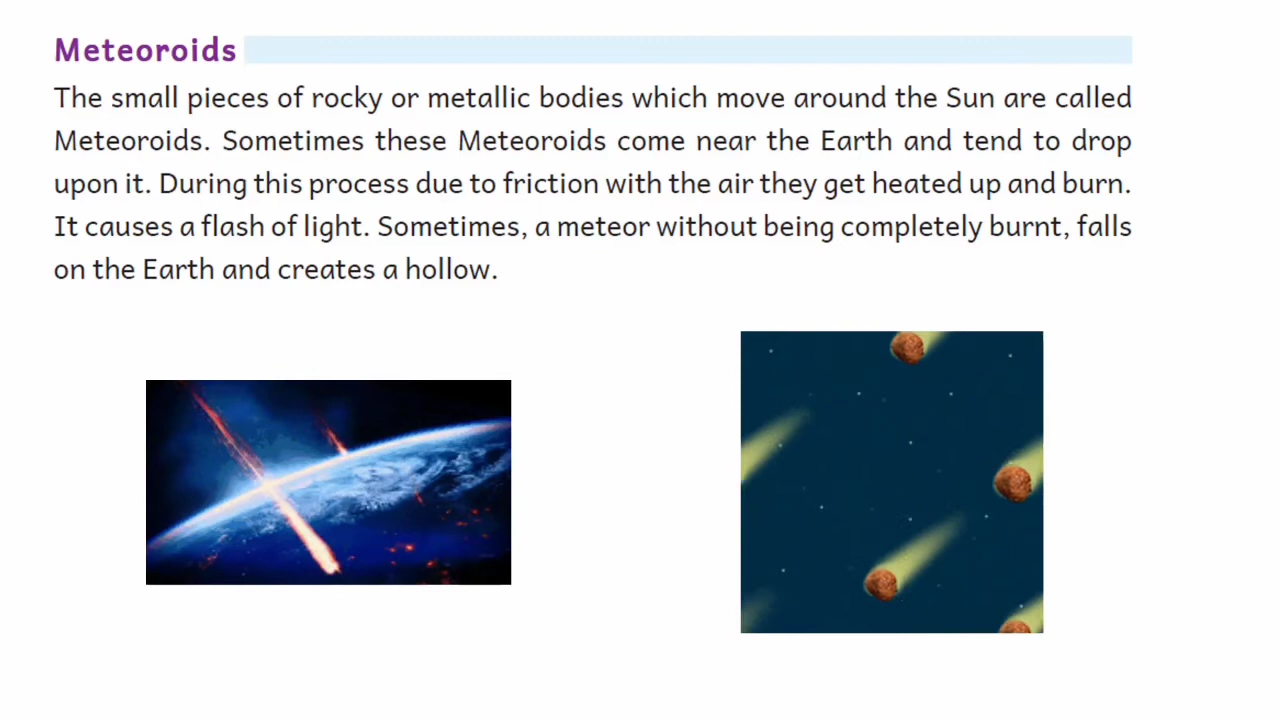 Meteoroids
The small pieces of rocky or metallic bodies which move around the Sun are called
Meteoroids. Sometimes these Meteoroids come near the Earth and tend to drop
upon it. During this process due to friction with the air they get heated up and burn.
It causes a flash of light. Sometimes, a meteor without being completely burnt, falls
on the Earth and creates a hollow.